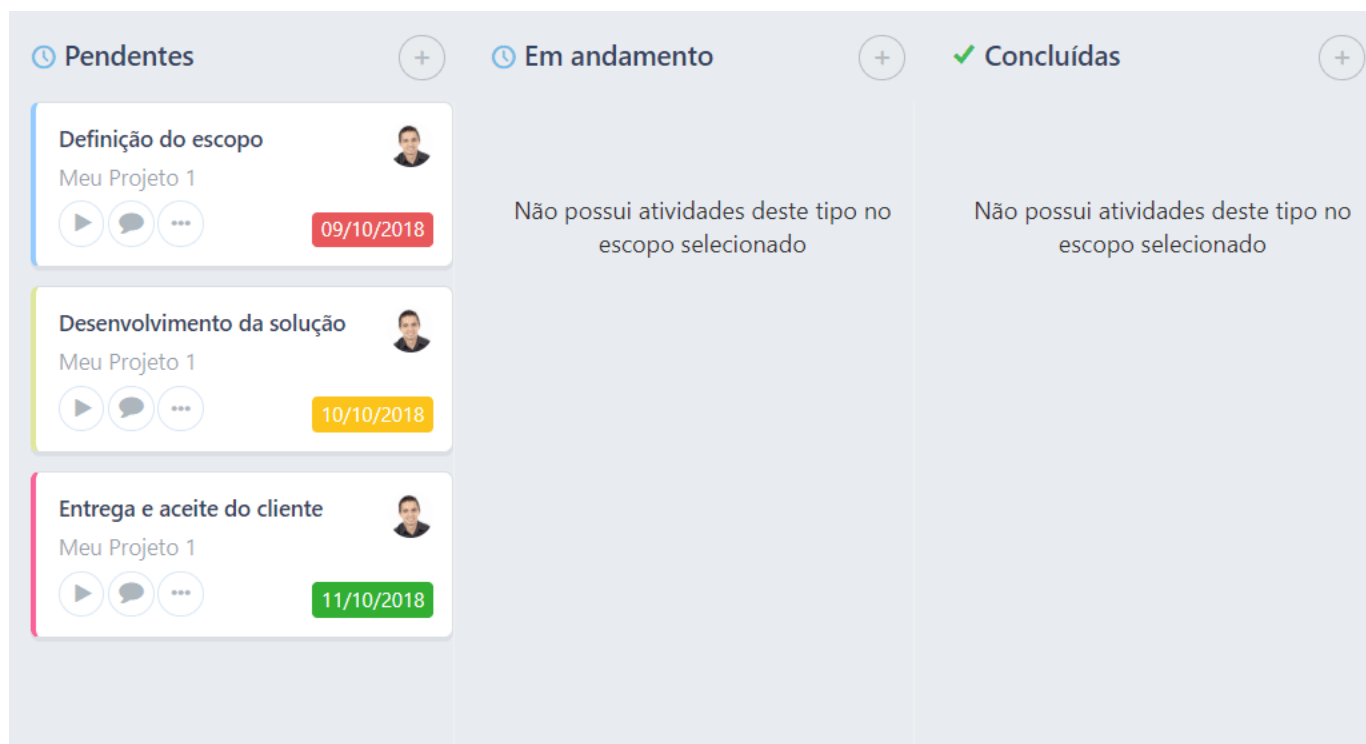 Pendentes
Definição do escopo
Meu Projeto 1
09/10/2018
Desenvolvimento da solução
Meu Projeto 1
10/10/2018
Entrega e aceite do cliente
Meu Projeto 1
11/10/2018
Em andamento
Não possui atividades deste tipo no
escopo selecionado
Concluídas
Não possui atividades deste tipo no
escopo selecionado